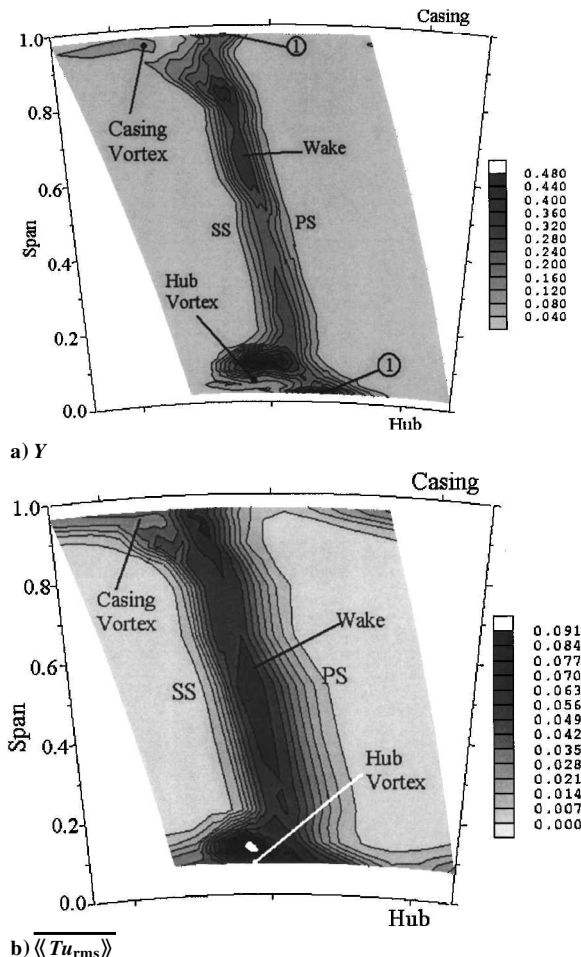 Casing
1
1.0
0.8
0.6
0.4
0.2
0.0
Span
Casing
Vortex
Wake
SS
PS
Hub
Vortex
1
Hub
0.480
0.440
0.360
0.320
0.280
0.240
0.200
0.160
0.120
0.080
0.040
a) Y
Casing
1.0
0.8
0.6
0.4
0.2
0.0
Span
Casing
Vortex
Wake
SS
PS
Hub
Vortex
Hub
0.091
0.084
0.077
0.070
0.063
0.056
0.049
0.042
0.035
0.028
0.021
0.014
0.007
0.000
b) ⟨⟨Tu rms⟩⟩